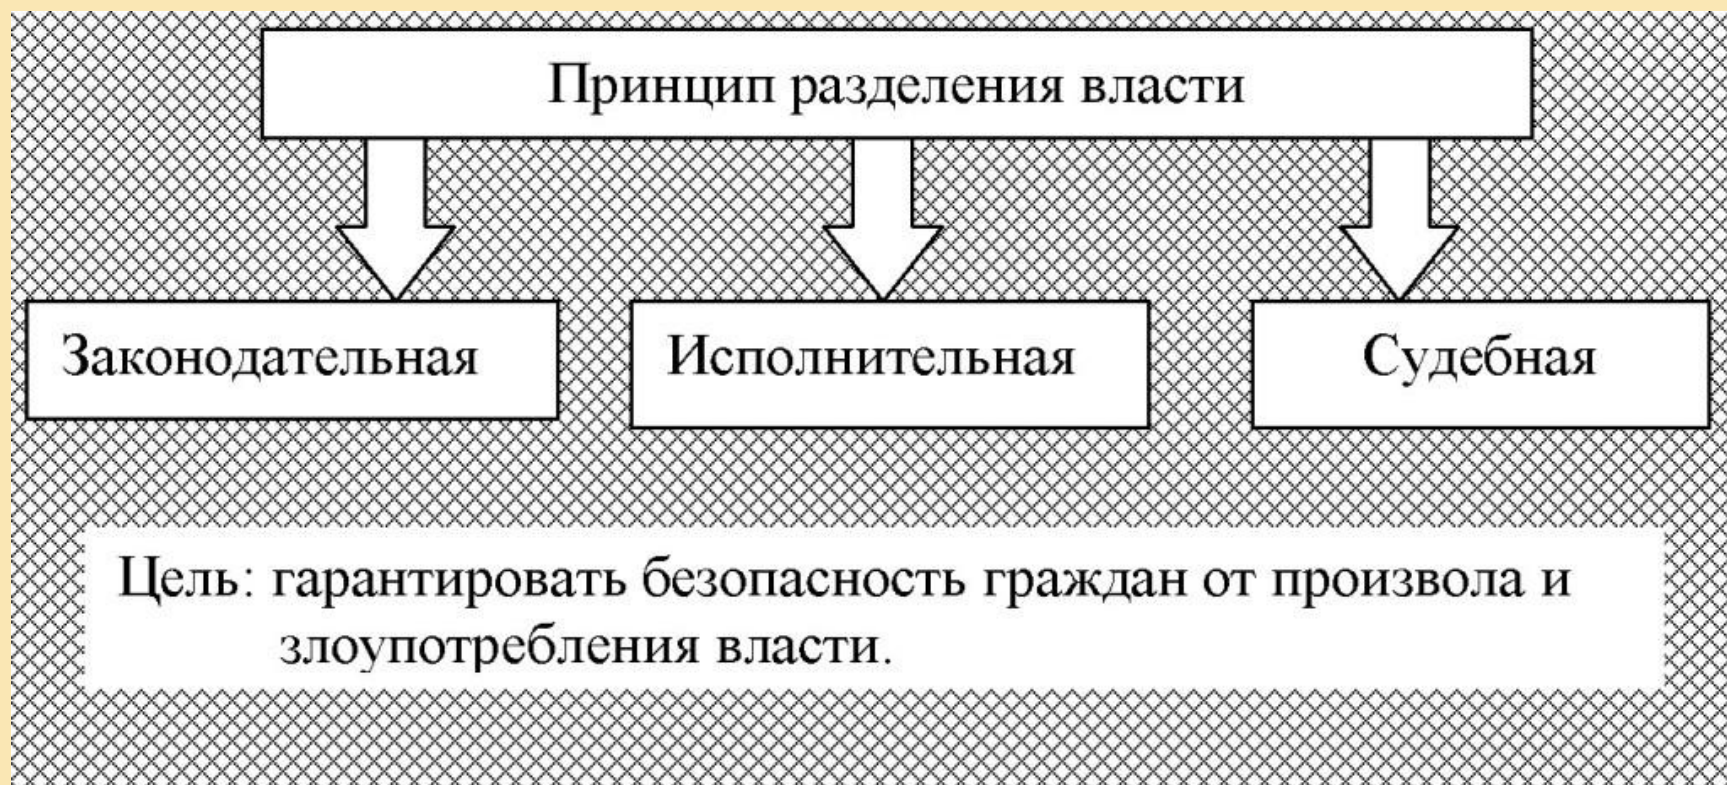 Принцип разделения власти
Законодательная
Исполнительная
Судебная
Цель: гарантировать безопасность граждан от произвола и
злоупотребления власти.